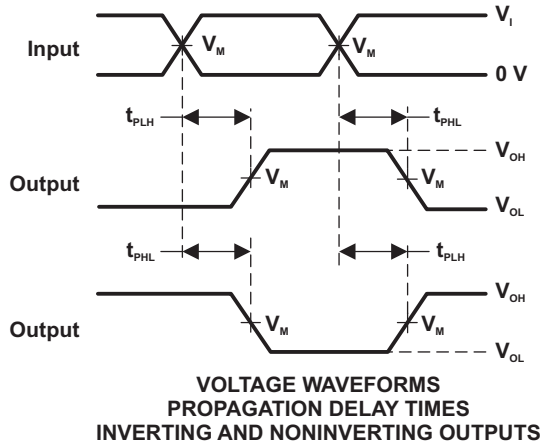 V_I
Input
V_M
V_M
0 V
t_PLH
t_PHL
V_OH
Output
V_M
V_M
V_OL
t_PHL
t_PLH
V_OH
Output
V_M
V_M
V_OL
VOLTAGE WAVEFORMS
PROPAGATION DELAY TIMES
INVERTING AND NONINVERTING OUTPUTS